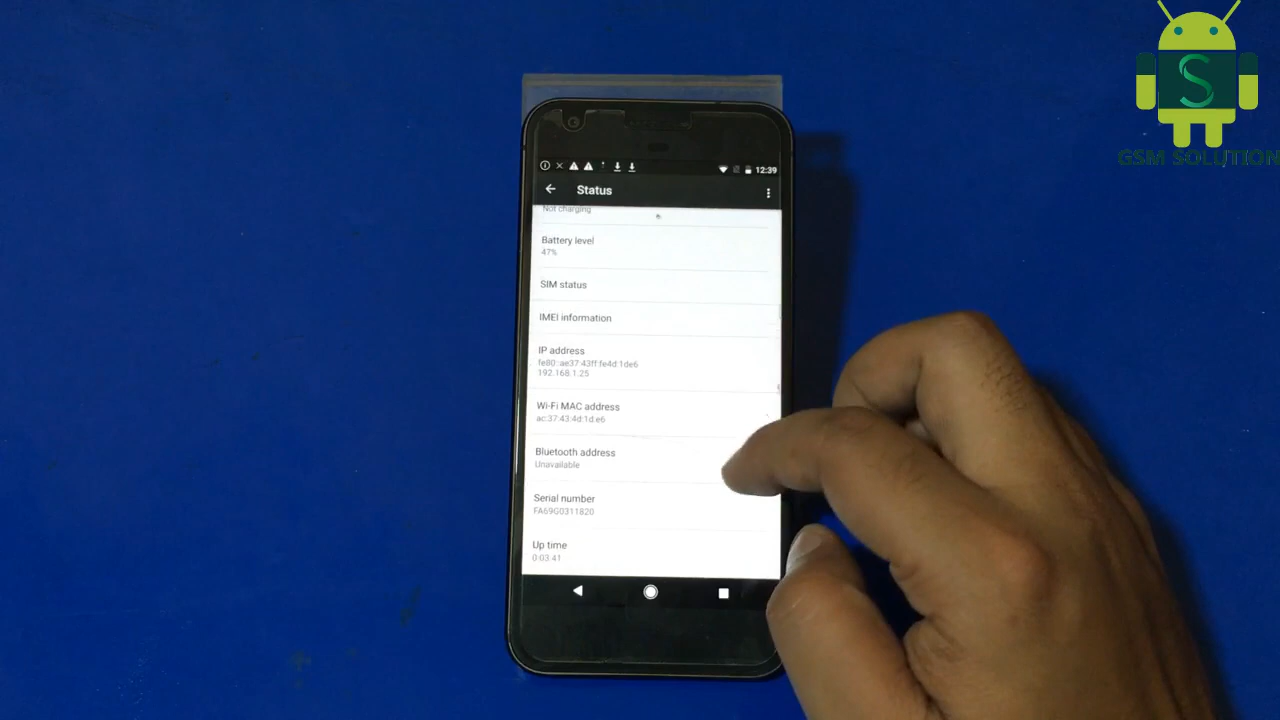 S
GSM SOLUTION
12:39
Status
Not charging
Battery level
47%
SIM status
IMEI information
IP address
fe80::ae37:43ff:fe4d:1de6
192.168.1.25
Wi-Fi MAC address
ac:37:43:4d:1d:e6
Bluetooth address
Unavailable
Serial number
FA69G0311820
Up time
0:03:41